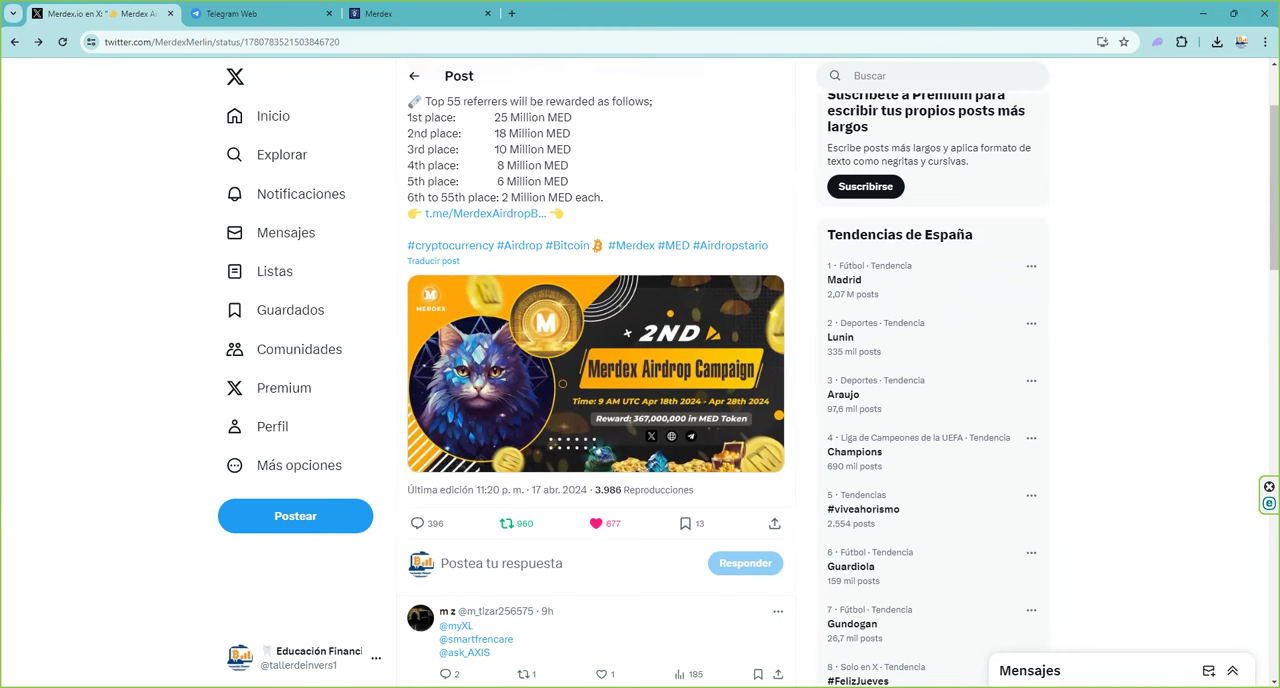 Merdex.io en X: "👉 Merdex Ai
Telegram Web
Merdex
twitter.com/MerdexMerlin/status/1780783521503846720
Inicio
Explorar
Notificaciones
Mensajes
Listas
Guardados
Comunidades
Premium
Perfil
Más opciones
Postear
Educación Financi
@tallerdeinvers1
Post
Top 55 referrers will be rewarded as follows;
1st place: 25 Million MED
2nd place: 18 Million MED
3rd place: 10 Million MED
4th place: 8 Million MED
5th place: 6 Million MED
6th to 55th place: 2 Million MED each.
👉 t.me/MerdexAirdropB... 👈
#cryptocurrency #Airdrop #Bitcoin #Merdex #MED #Airdropstario
Traducir post
MERDEX
2ND
Merdex Airdrop Campaign
Time: 9 AM UTC Apr 18th 2024 - Apr 28th 2024
Reward: 367,000,000 in MED Token
Última edición 11:20 p. m. · 17 abr. 2024 · 3.986 Reproducciones
396 960 677 13
Postea tu respuesta
Responder
m z @m_tizar256575 · 9h
@myXL
@smartfrencare
@ask_AXIS
2 1 1 185
Buscar
Suscríbete a Premium para
escribir tus propios posts más
largos
Escribe posts más largos y aplica formato de
texto como negritas y cursivas.
Suscribirse
Tendencias de España
1 · Fútbol · Tendencia
Madrid
2,07 M posts
2 · Deportes · Tendencia
Lunin
335 mil posts
3 · Deportes · Tendencia
Araujo
97,6 mil posts
4 · Liga de Campeones de la UEFA · Tendencia
Champions
690 mil posts
5 · Tendencias
#viveahorismo
2.554 posts
6 · Fútbol · Tendencia
Guardiola
159 mil posts
7 · Fútbol · Tendencia
Gundogan
26,7 mil posts
8 · Solo en X · Tendencia
#FelizJueves
Mensajes